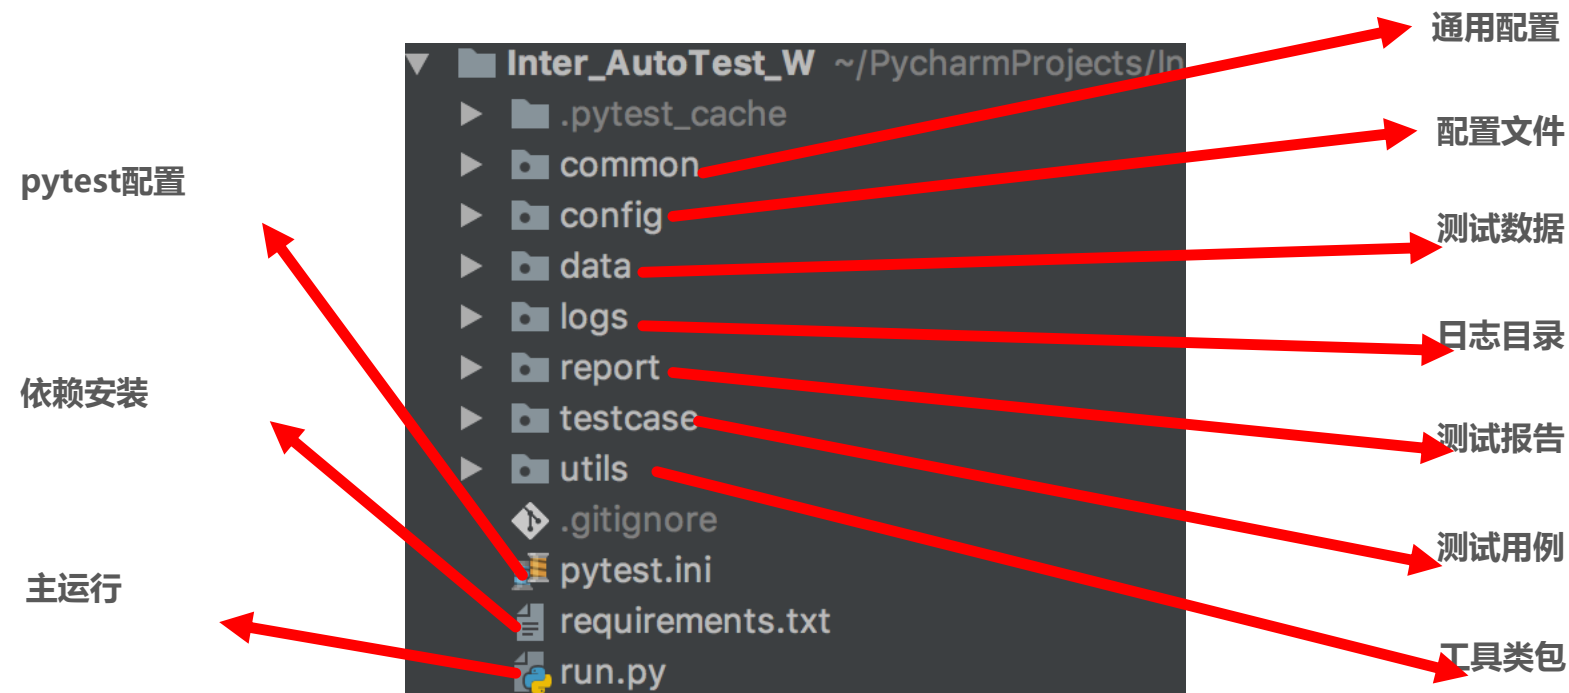 通用配置
Inter_AutoTest_W ~/PycharmProjects/In
.pytest_cache
配置文件
common
pytest配置
config
测试数据
data
logs
日志目录
report
依赖安装
testcase
测试报告
utils
.gitignore
测试用例
pytest.ini
主运行
requirements.txt
工具类包
run.py